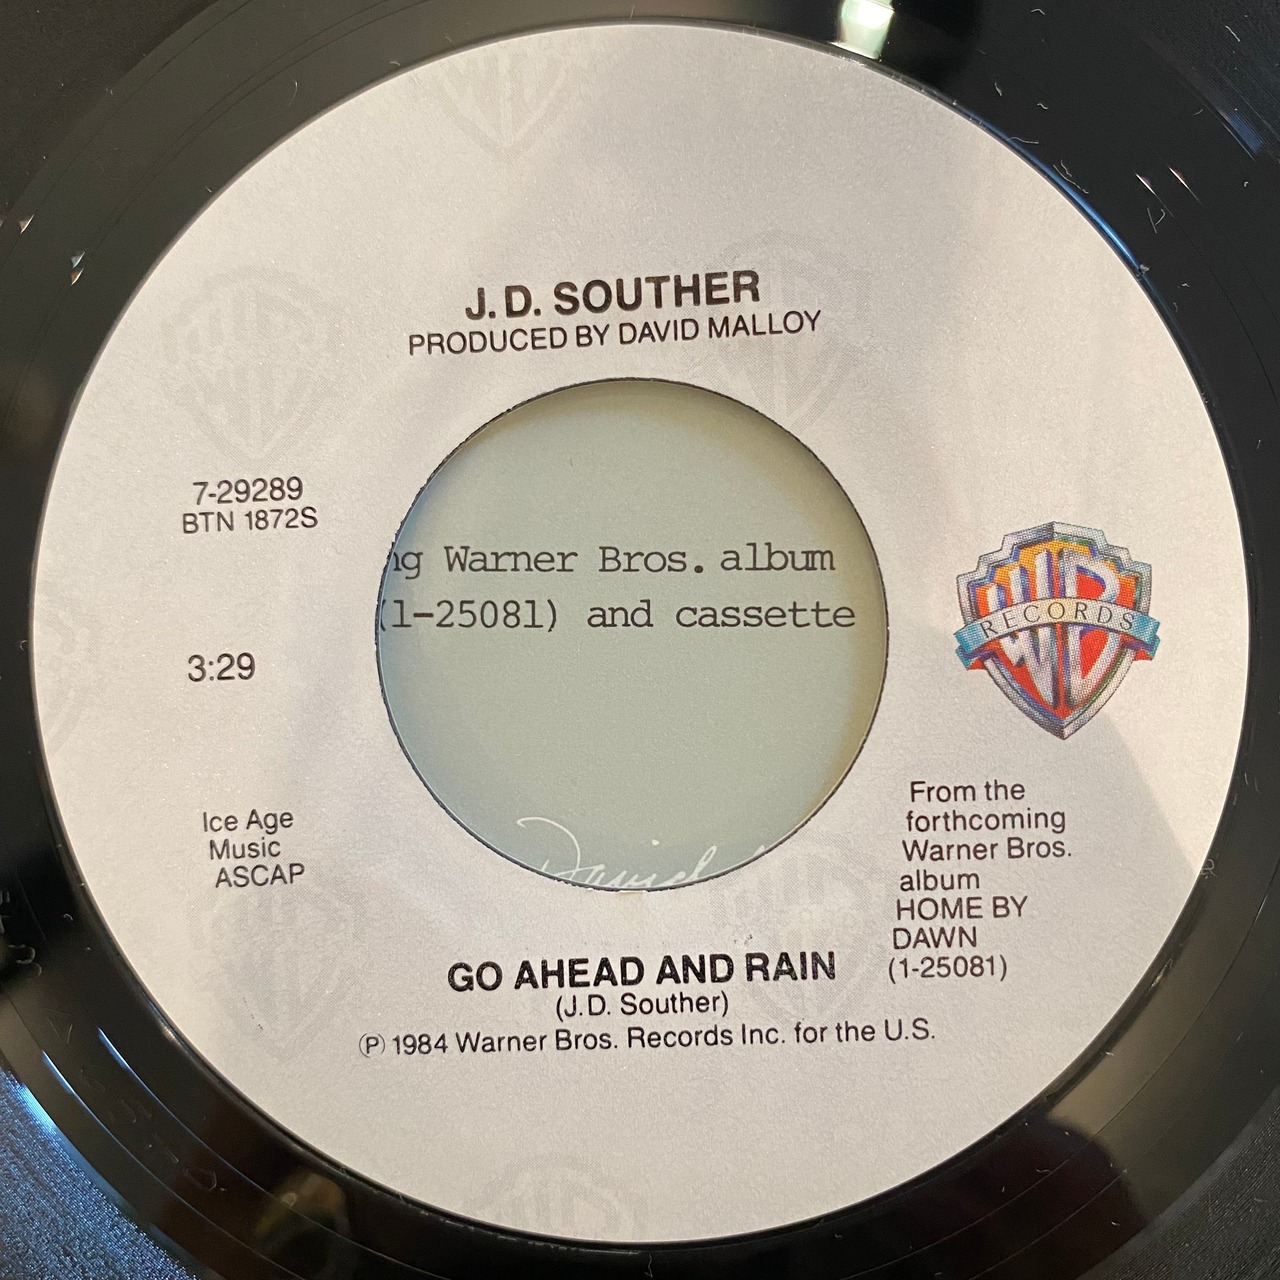 J.D. SOUTHER
PRODUCED BY DAVID MALLOY
7-29289
BTN 1872S
Warner Bros. album
(1-25081) and cassette
RECORDS
3:29
From the
forthcoming
Warner Bros.
album
HOME BY
DAWN
(1-25081)
Ice Age
Music
ASCAP
David
GO AHEAD AND RAIN
(J.D. Souther)
Ⓟ 1984 Warner Bros. Records Inc. for the U.S.